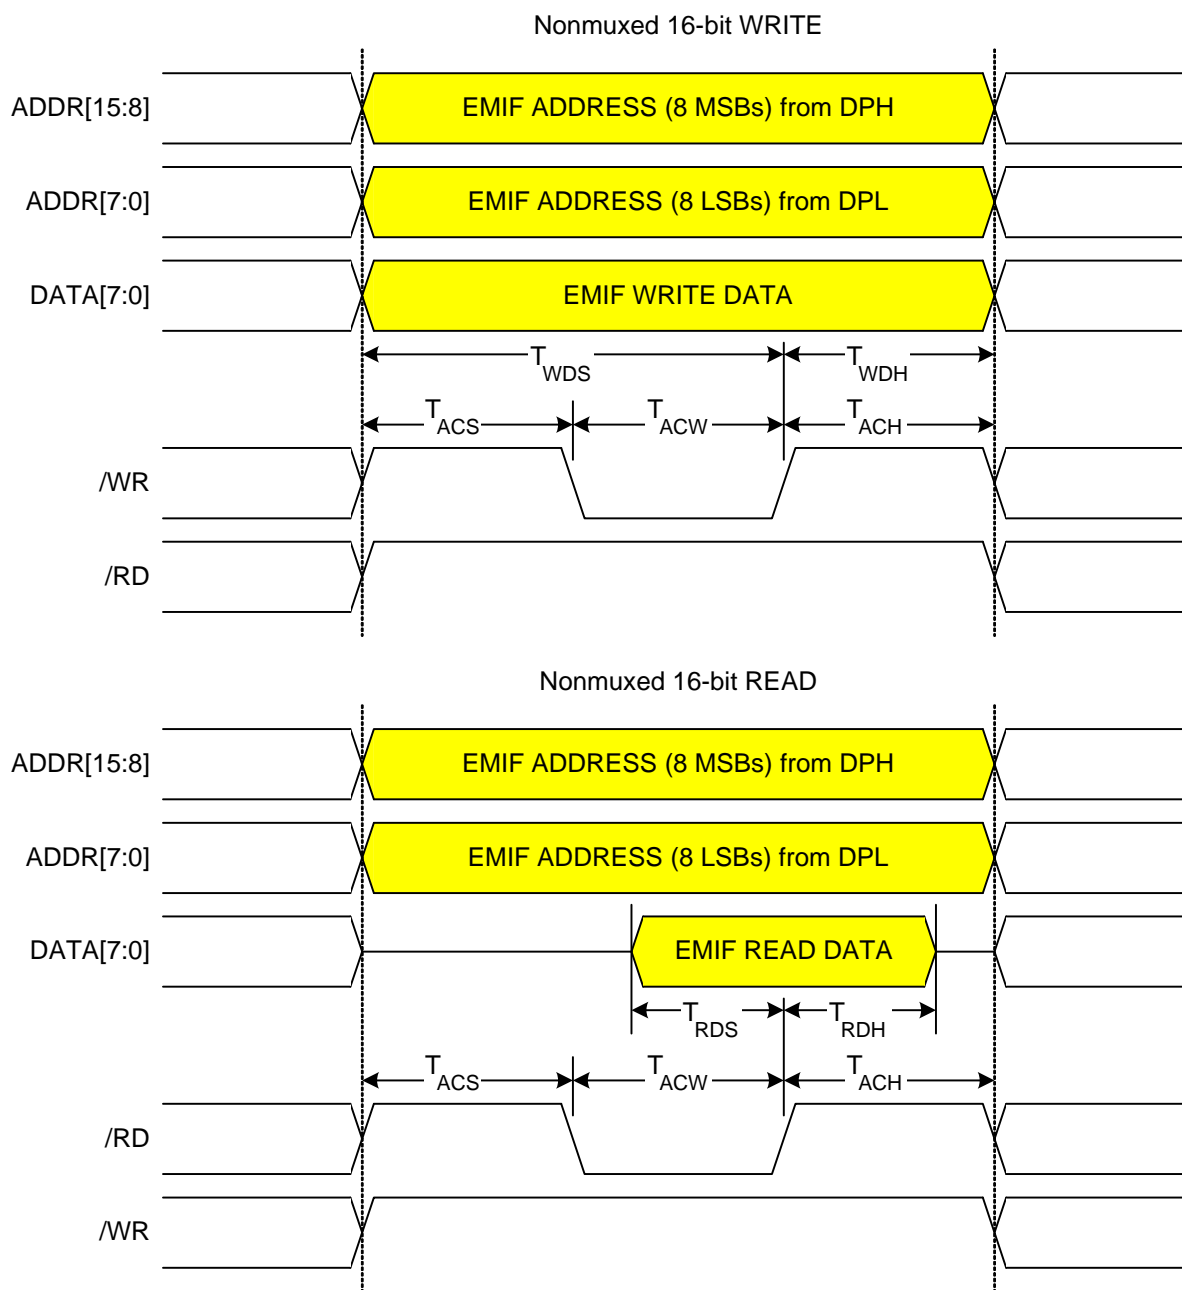 Nonmuxed 16-bit WRITE
ADDR[15:8]
EMIF ADDRESS (8 MSBs) from DPH
ADDR[7:0]
EMIF ADDRESS (8 LSBs) from DPL
DATA[7:0]
EMIF WRITE DATA
TWDS TWDH
TACS TACW TACH
/WR
/RD
Nonmuxed 16-bit READ
ADDR[15:8]
EMIF ADDRESS (8 MSBs) from DPH
ADDR[7:0]
EMIF ADDRESS (8 LSBs) from DPL
DATA[7:0]
EMIF READ DATA
TRDS TRDH
TACS TACW TACH
/RD
/WR